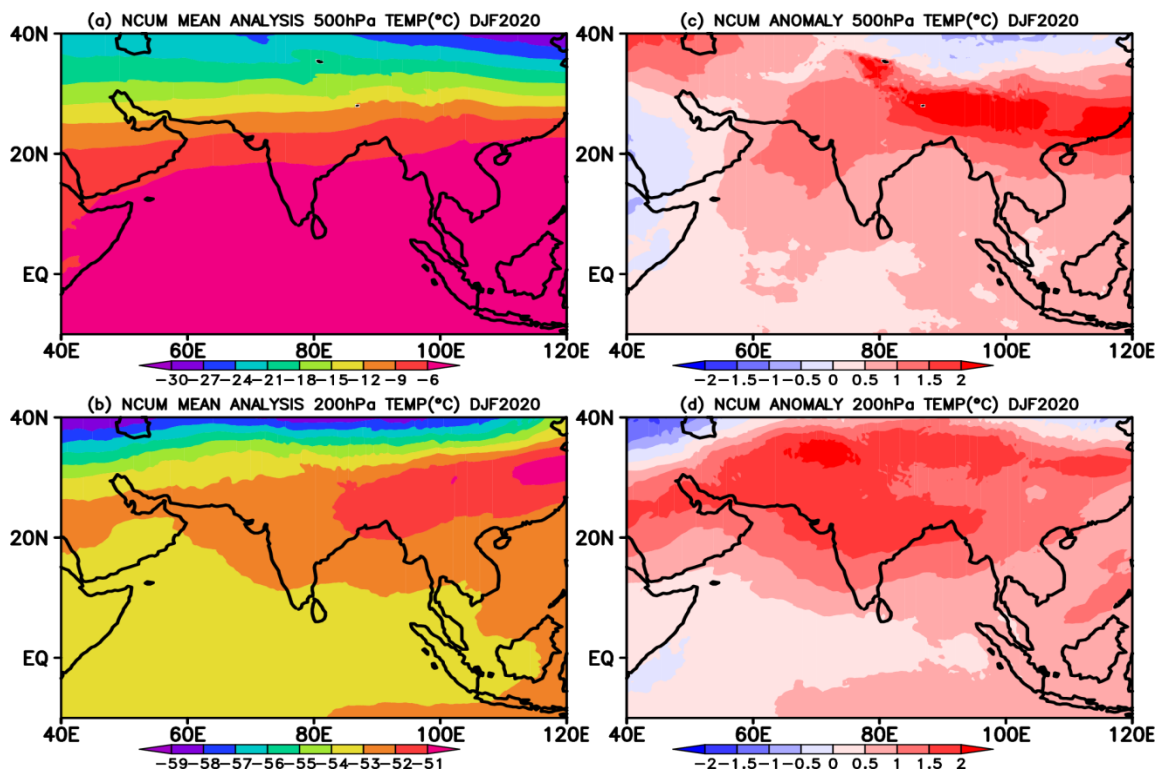 (a) NCUM MEAN ANALYSIS 500hPa TEMP(°C) DJF2020
40N
20N
EQ
40E 60E 80E 100E 120E
−30 −27 −24 −21 −18 −15 −12 −9 −6
(c) NCUM ANOMALY 500hPa TEMP(°C) DJF2020
40N
20N
EQ
40E 60E 80E 100E 120E
−2 −1.5 −1 −0.5 0 0.5 1 1.5 2
(b) NCUM MEAN ANALYSIS 200hPa TEMP(°C) DJF2020
40N
20N
EQ
40E 60E 80E 100E 120E
−59 −58 −57 −56 −55 −54 −53 −52 −51
(d) NCUM ANOMALY 200hPa TEMP(°C) DJF2020
40N
20N
EQ
40E 60E 80E 100E 120E
−2 −1.5 −1 −0.5 0 0.5 1 1.5 2